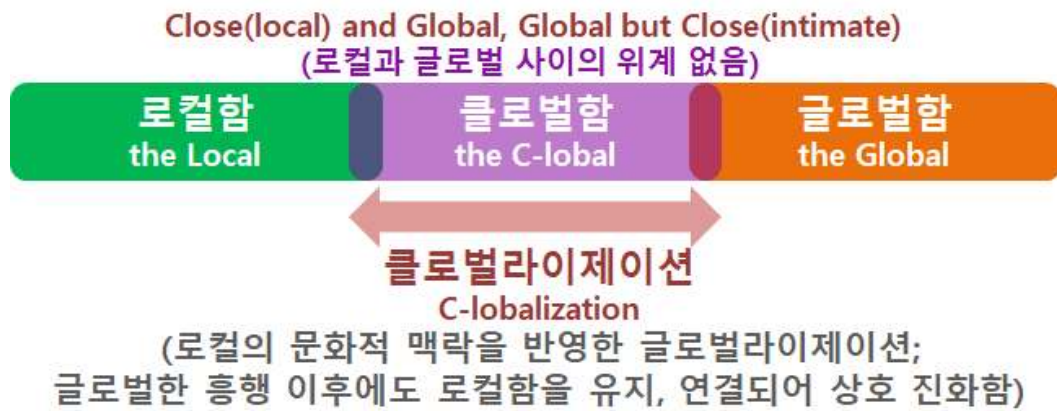 Close(local) and Global, Global but Close(intimate)
(로컬과 글로벌 사이의 위계 없음)
로컬함
the Local
클로벌함
the C-lobal
글로벌함
the Global
클로벌라이제이션
C-lobalization
(로컬의 문화적 맥락을 반영한 글로벌라이제이션;
글로벌한 흥행 이후에도 로컬함을 유지, 연결되어 상호 진화함)